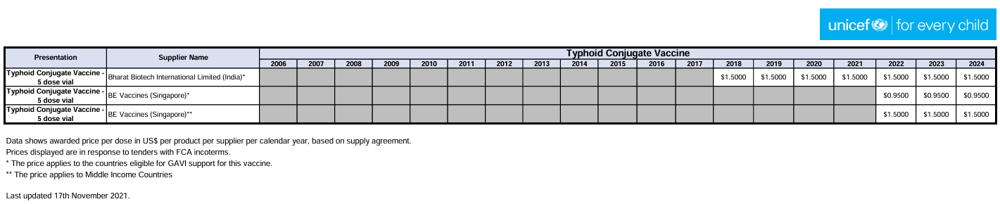 unicef for every child
Presentation Supplier Name Typhoid Conjugate Vaccine
2006 2007 2008 2009 2010 2011 2012 2013 2014 2015 2016 2017 2018 2019 2020 2021 2022 2023 2024
Typhoid Conjugate Vaccine -
5 dose vial
Bharat Biotech International Limited (India)* $1.5000 $1.5000 $1.5000 $1.5000 $1.5000 $1.5000 $1.5000
Typhoid Conjugate Vaccine -
5 dose vial
BE Vaccines (Singapore)* $0.9500 $0.9500 $0.9500
Typhoid Conjugate Vaccine -
5 dose vial
BE Vaccines (Singapore)** $1.5000 $1.5000 $1.5000
Data shows awarded price per dose in US$ per product per supplier per calendar year, based on supply agreement.
Prices displayed are in response to tenders with FCA incoterms.
* The price applies to the countries eligible for GAVI support for this vaccine.
** The price applies to Middle Income Countries
Last updated 17th November 2021.